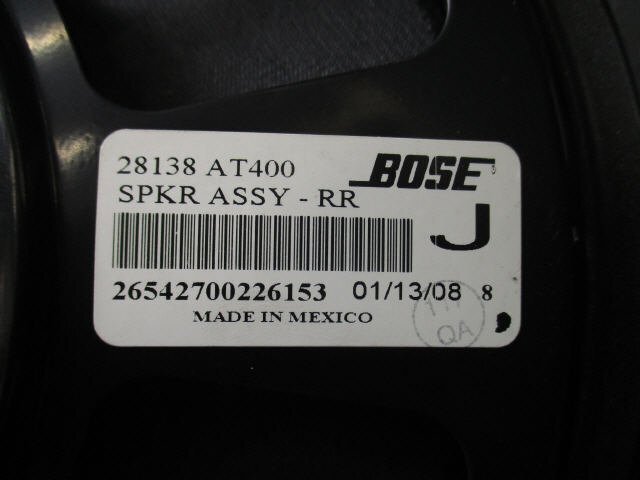 28138 AT400
BOSE
SPKR ASSY - RR
J
26542700226153 01/13/08 8
MADE IN MEXICO
QA